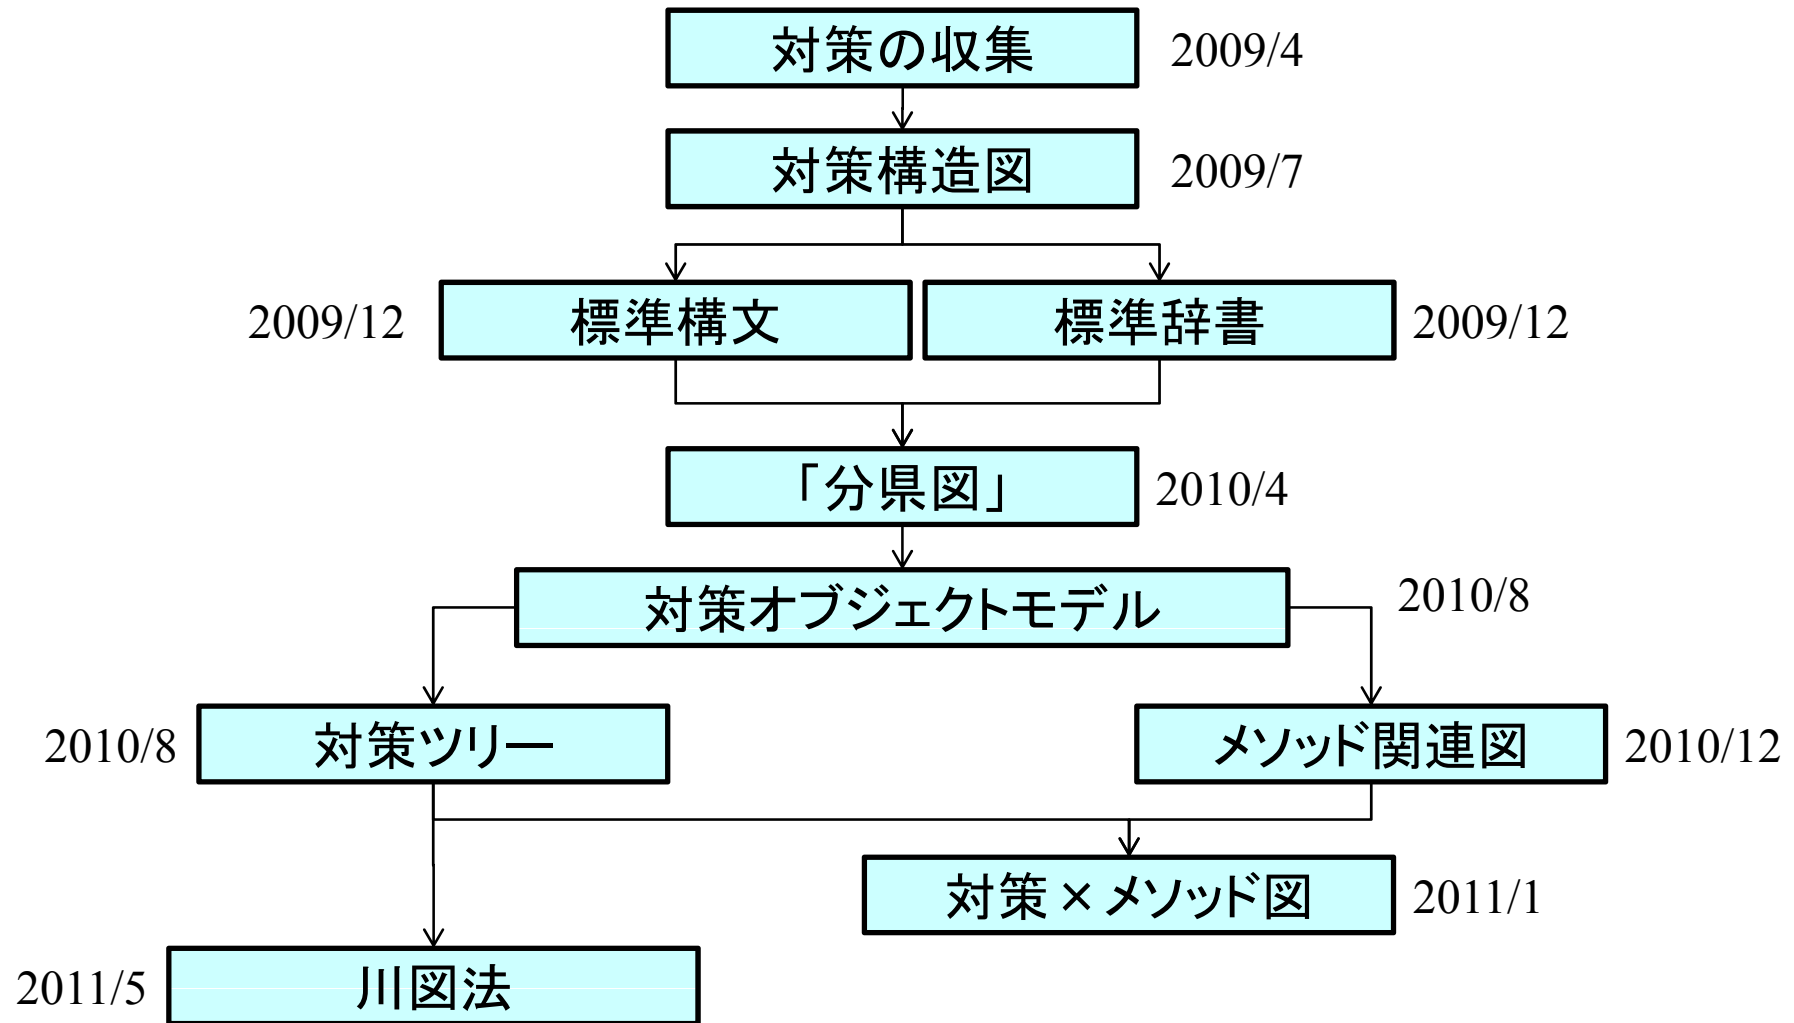 対策の収集 2009/4
対策構造図 2009/7
2009/12 標準構文 標準辞書 2009/12
「分県図」 2010/4
対策オブジェクトモデル 2010/8
2010/8 対策ツリー メソッド関連図 2010/12
対策×メソッド図 2011/1
2011/5 川図法